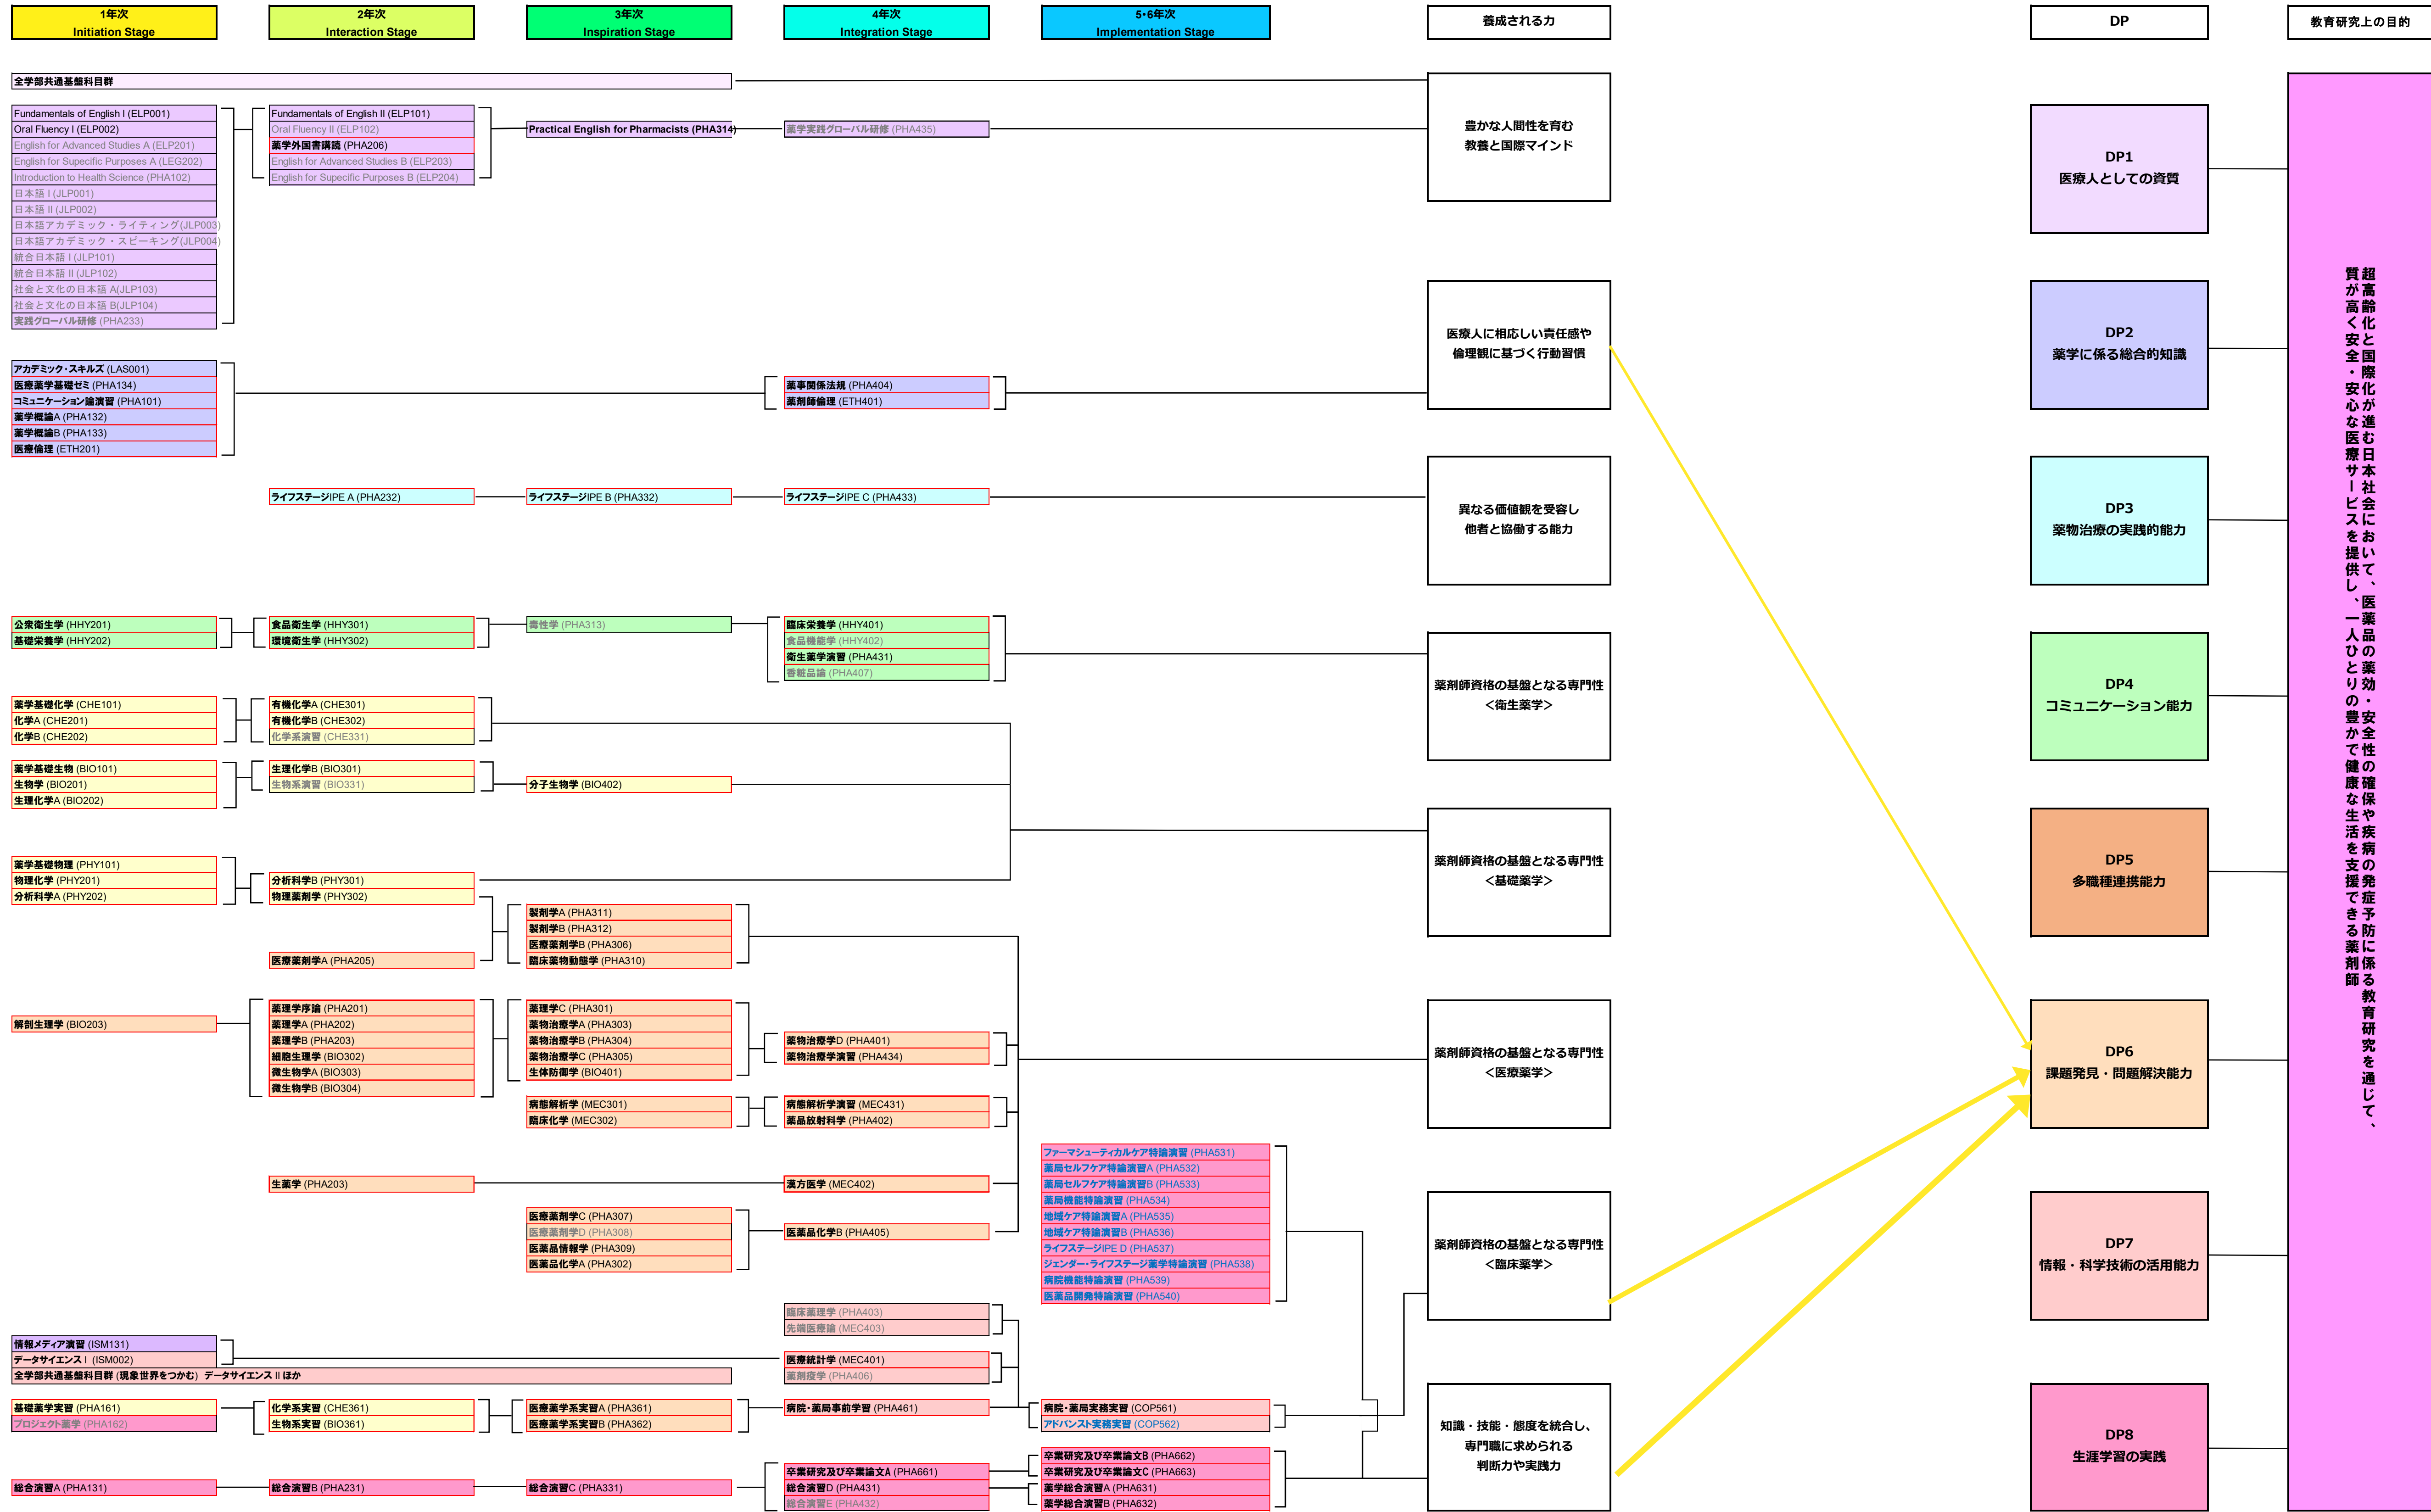 1年次
Initiation Stage
2年次
Interaction Stage
3年次
Inspiration Stage
4年次
Integration Stage
5・6年次
Implementation Stage
養成される力
DP
教育研究上の目的
全学部共通基盤科目群
Fundamentals of English I (ELP001)
Oral Fluency I (ELP002)
English for Advanced Studies A (ELP201)
English for Supecific Purposes A (LEG202)
Introduction to Health Science (PHA102)
日本語 I (JLP001)
日本語 II (JLP002)
日本語アカデミック・ライティング(JLP003)
日本語アカデミック・スピーキング(JLP004)
統合日本語 I (JLP101)
統合日本語 II (JLP102)
社会と文化の日本語 A(JLP103)
社会と文化の日本語 B(JLP104)
実践グローバル研修 (PHA233)
Fundamentals of English II (ELP101)
Oral Fluency II (ELP102)
薬学外国書講読 (PHA206)
English for Advanced Studies B (ELP203)
English for Supecific Purposes B (ELP204)
Practical English for Pharmacists (PHA314)
薬学実践グローバル研修 (PHA435)
豊かな人間性を育む
教養と国際マインド
アカデミック・スキルズ (LAS001)
医療薬学基礎ゼミ (PHA134)
コミュニケーション論演習 (PHA101)
薬学概論A (PHA132)
薬学概論B (PHA133)
医療倫理 (ETH201)
薬事関係法規 (PHA404)
薬剤師倫理 (ETH401)
医療人に相応しい責任感や
倫理観に基づく行動習慣
ライフステージIPE A (PHA232)
ライフステージIPE B (PHA332)
ライフステージIPE C (PHA433)
異なる価値観を受容し
他者と協働する能力
公衆衛生学 (HHY201)
基礎栄養学 (HHY202)
食品衛生学 (HHY301)
環境衛生学 (HHY302)
毒性学 (PHA313)
臨床栄養学 (HHY401)
食品機能学 (HHY402)
衛生薬学演習 (PHA431)
香粧品論 (PHA407)
薬剤師資格の基盤となる専門性
＜衛生薬学＞
薬学基礎化学 (CHE101)
化学A (CHE201)
化学B (CHE202)
有機化学A (CHE301)
有機化学B (CHE302)
化学系演習 (CHE331)
薬学基礎生物 (BIO101)
生物学 (BIO201)
生理化学A (BIO202)
生理化学B (BIO301)
生物系演習 (BIO331)
分子生物学 (BIO402)
薬学基礎物理 (PHY101)
物理化学 (PHY201)
分析科学A (PHY202)
分析科学B (PHY301)
物理薬剤学 (PHY302)
薬剤師資格の基盤となる専門性
＜基礎薬学＞
医療薬剤学A (PHA205)
製剤学A (PHA311)
製剤学B (PHA312)
医療薬剤学B (PHA306)
臨床薬物動態学 (PHA310)
解剖生理学 (BIO203)
薬理学序論 (PHA201)
薬理学A (PHA202)
薬理学B (PHA203)
細胞生理学 (BIO302)
微生物学A (BIO303)
微生物学B (BIO304)
薬理学C (PHA301)
薬物治療学A (PHA303)
薬物治療学B (PHA304)
薬物治療学C (PHA305)
生体防御学 (BIO401)
薬物治療学D (PHA401)
薬物治療学演習 (PHA434)
病態解析学 (MEC301)
臨床化学 (MEC302)
病態解析学演習 (MEC431)
薬品放射科学 (PHA402)
薬剤師資格の基盤となる専門性
＜医療薬学＞
生薬学 (PHA203)
漢方医学 (MEC402)
医療薬剤学C (PHA307)
医療薬剤学D (PHA308)
医薬品情報学 (PHA309)
医薬品化学A (PHA302)
医薬品化学B (PHA405)
ファーマシューティカルケア特論演習 (PHA531)
薬局セルフケア特論演習A (PHA532)
薬局セルフケア特論演習B (PHA533)
薬局機能特論演習 (PHA534)
地域ケア特論演習A (PHA535)
地域ケア特論演習B (PHA536)
ライフステージIPE D (PHA537)
ジェンダー・ライフステージ薬学特論演習 (PHA538)
病院機能特論演習 (PHA539)
医薬品開発特論演習 (PHA540)
薬剤師資格の基盤となる専門性
＜臨床薬学＞
臨床薬理学 (PHA403)
先端医療論 (MEC403)
情報メディア演習 (ISM131)
データサイエンス I (ISM002)
全学部共通基盤科目群 (現象世界をつかむ) データサイエンス II ほか
医療統計学 (MEC401)
薬剤疫学 (PHA406)
基礎薬学実習 (PHA161)
プロジェクト薬学 (PHA162)
化学系実習 (CHE361)
生物系実習 (BIO361)
医療薬学系実習A (PHA361)
医療薬学系実習B (PHA362)
病院・薬局事前学習 (PHA461)
病院・薬局実務実習 (COP561)
アドバンスト実務実習 (COP562)
総合演習A (PHA131)
総合演習B (PHA231)
総合演習C (PHA331)
卒業研究及び卒業論文A (PHA661)
総合演習D (PHA431)
総合演習E (PHA432)
卒業研究及び卒業論文B (PHA662)
卒業研究及び卒業論文C (PHA663)
薬学総合演習A (PHA631)
薬学総合演習B (PHA632)
知識・技能・態度を統合し、
専門職に求められる
判断力や実践力
DP1
医療人としての資質
DP2
薬学に係る総合的知識
DP3
薬物治療の実践的能力
DP4
コミュニケーション能力
DP5
多職種連携能力
DP6
課題発見・問題解決能力
DP7
情報・科学技術の活用能力
DP8
生涯学習の実践
超高齢化と国際化が進む日本社会において、医薬品の薬効・安全性の確保や疾病の発症予防に係る教育研究を通じて、
質が高く安全・安心な医療サービスを提供し、一人ひとりの豊かで健康な生活を支援できる薬剤師